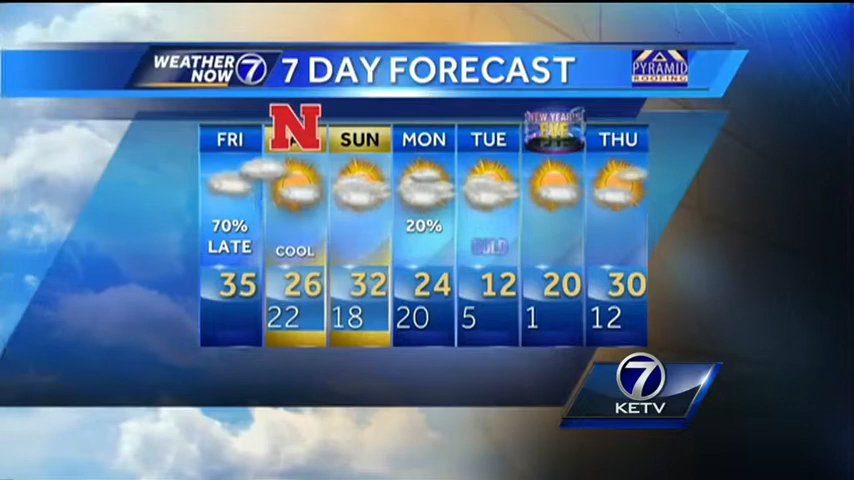 WEATHER NOW 7 7 DAY FORECAST PYRAMID ROOFING
FRI N SUN MON TUE NEW YEAR'S EVE THU
70% LATE COOL 20% COLD
35 26 32 24 12 20 30
22 18 20 5 1 12
7
KETV